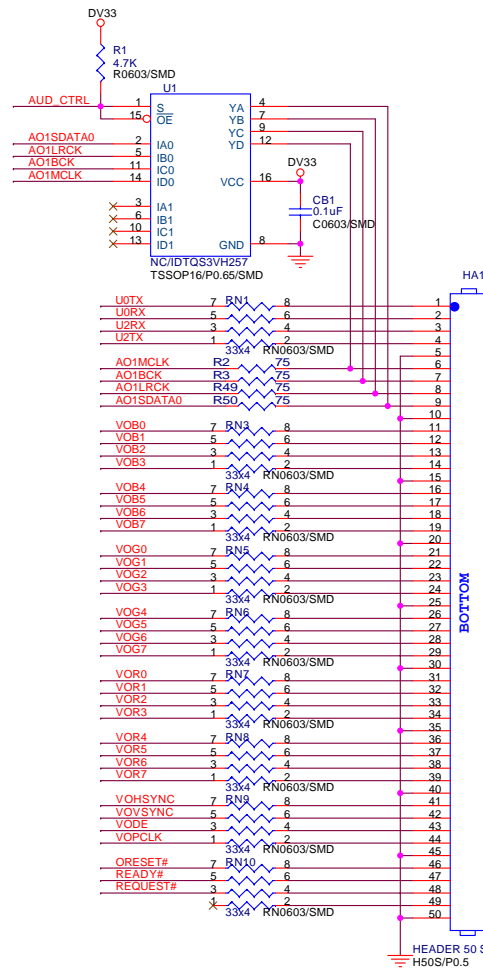 DV33
R1
4.7K
R0603/SMD
U1
AUD_CTRL 1 S YA 4
15 OE YB 7
YC 9
AO1SDATA0 2 IA0 YD 12
AO1LRCK 5 IB0
AO1BCK 11 IC0
AO1MCLK 14 ID0
DV33
VCC 16
CB1
0.1uF
C0603/SMD
3 IA1
6 IB1
10 IC1
13 ID1 GND 8
NC/IDTQS3VH257
TSSOP16/P0.65/SMD
HA1
U0TX 7 RN1 8 1
U0RX 5 6 2
U2RX 3 4 3
U2TX 1 2 4
33x4 RN0603/SMD
5
AO1MCLK R2 75 6
AO1BCK R3 75 7
AO1LRCK R49 75 8
AO1SDATA0 R50 75 9
10
VOB0 7 RN3 8 11
VOB1 5 6 12
VOB2 3 4 13
VOB3 1 2 14
33x4 RN0603/SMD
15
VOB4 7 RN4 8 16
VOB5 5 6 17
VOB6 3 4 18
VOB7 1 2 19
33x4 RN0603/SMD
20
VOG0 7 RN5 8 21
VOG1 5 6 22
VOG2 3 4 23
VOG3 1 2 24
33x4 RN0603/SMD
25
VOG4 7 RN6 8 26
VOG5 5 6 27
VOG6 3 4 28
VOG7 1 2 29
33x4 RN0603/SMD
30
BOTTOM
VOR0 7 RN7 8 31
VOR1 5 6 32
VOR2 3 4 33
VOR3 1 2 34
33x4 RN0603/SMD
35
VOR4 7 RN8 8 36
VOR5 5 6 37
VOR6 3 4 38
VOR7 1 2 39
33x4 RN0603/SMD
40
VOHSYNC 7 RN9 8 41
VOVSYNC 5 6 42
VODE 3 4 43
VOPCLK 1 2 44
33x4 RN0603/SMD
45
ORESET# 7 RN10 8 46
READY# 5 6 47
REQUEST# 3 4 48
1 2 49
33x4 RN0603/SMD
50
HEADER 50 S
H50S/P0.5